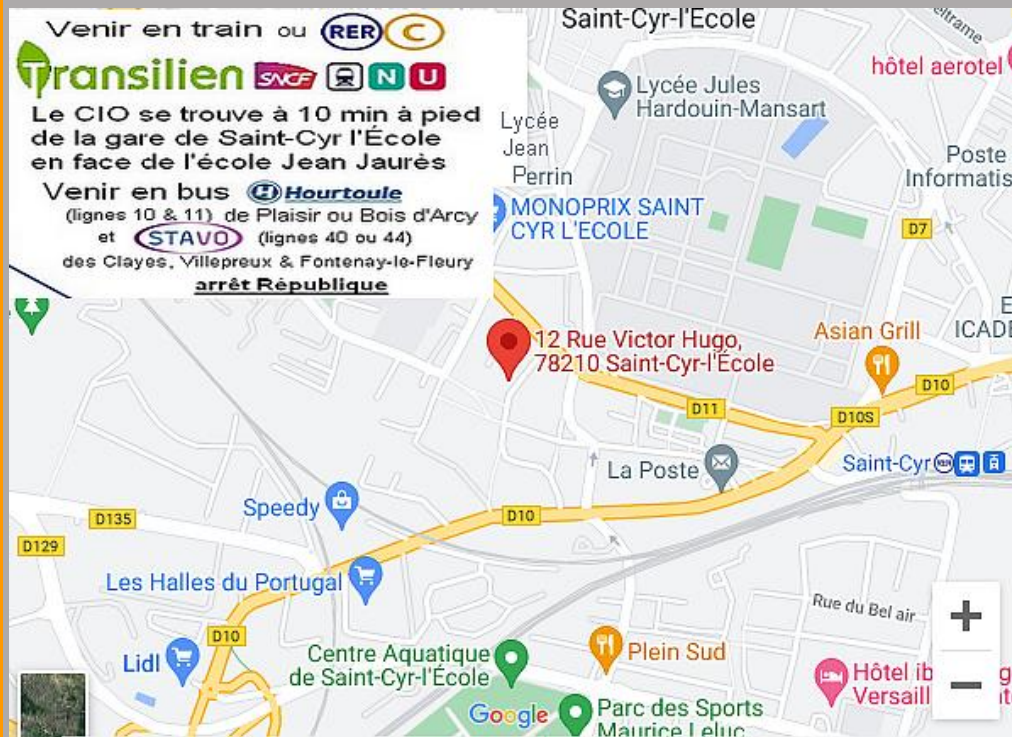 Venir en train ou RER C
Transilien SNCF N U
Le CIO se trouve à 10 min à pied
de la gare de Saint-Cyr l'École
en face de l'école Jean Jaurès
Venir en bus H Hourtoule
(lignes 10 & 11) de Plaisir ou Bois d'Arcy
et STAVO (lignes 40 ou 44)
des Clayes, Villepreux & Fontenay-le-Fleury
arrêt République
Saint-Cyr-l'École
hôtel aerotel
Lycée Jules
Hardouin-Mansart
Lycée
Jean
Perrin
Poste
Informatis
MONOPRIX SAINT
CYR L'ECOLE
D7
12 Rue Victor Hugo,
78210 Saint-Cyr-l'École
Asian Grill
ICADE
D10
D11
D10S
La Poste
Saint-Cyr RER
Speedy
D10
D135
D129
Les Halles du Portugal
Rue du Bel air
D10
Lidl
Centre Aquatique
de Saint-Cyr-l'École
Plein Sud
Hôtel ib
Versaill
Google
Parc des Sports
Maurice Leluc